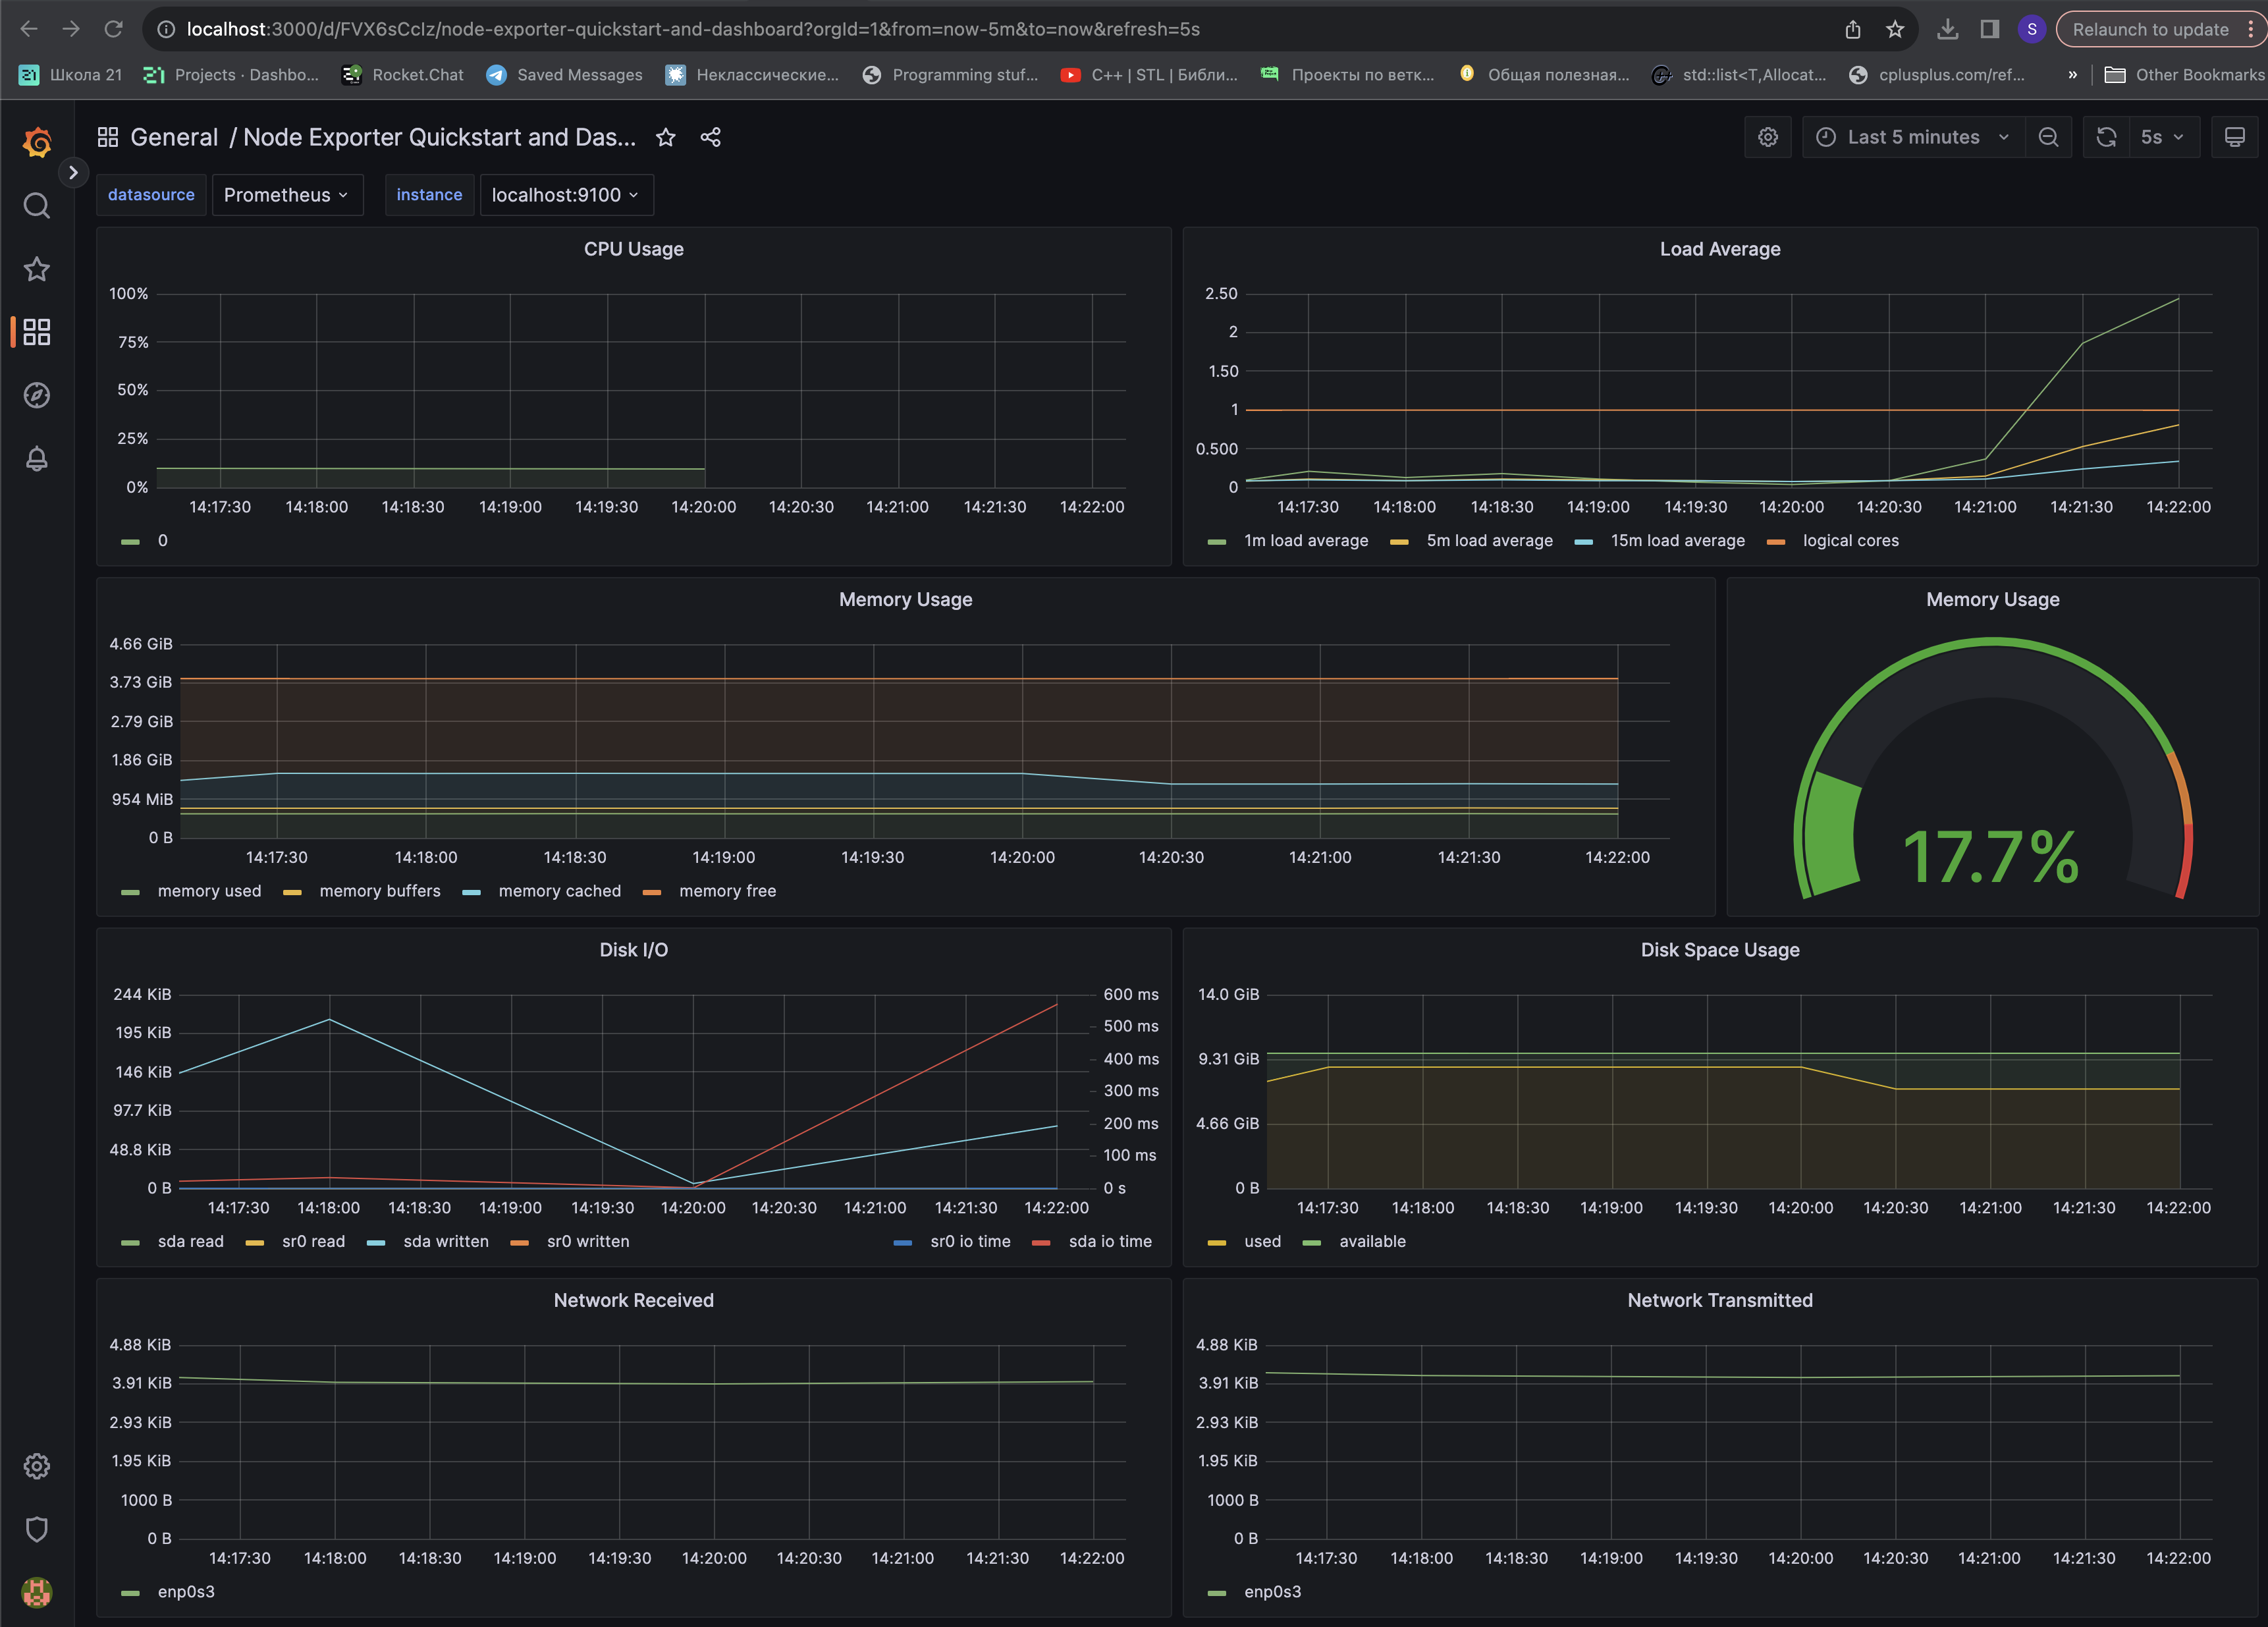 localhost:3000/d/FVX6sCcIz/node-exporter-quickstart-and-dashboard?orgId=1&from=now-5m&to=now&refresh=5s S Relaunch to update
Школа 21 Projects · Dashbo... Rocket.Chat Saved Messages Неклассические... Programming stuf... C++ | STL | Библи... Проекты по ветк... Общая полезная... std::list<T,Allocat... cplusplus.com/ref... » Other Bookmarks
General / Node Exporter Quickstart and Das... Last 5 minutes 5s
datasource Prometheus instance localhost:9100
CPU Usage
100%
75%
50%
25%
0%
14:17:30 14:18:00 14:18:30 14:19:00 14:19:30 14:20:00 14:20:30 14:21:00 14:21:30 14:22:00
0
Load Average
2.50
2
1.50
1
0.500
0
14:17:30 14:18:00 14:18:30 14:19:00 14:19:30 14:20:00 14:20:30 14:21:00 14:21:30 14:22:00
1m load average 5m load average 15m load average logical cores
Memory Usage
4.66 GiB
3.73 GiB
2.79 GiB
1.86 GiB
954 MiB
0 B
14:17:30 14:18:00 14:18:30 14:19:00 14:19:30 14:20:00 14:20:30 14:21:00 14:21:30 14:22:00
memory used memory buffers memory cached memory free
Memory Usage
17.7%
Disk I/O
244 KiB
195 KiB
146 KiB
97.7 KiB
48.8 KiB
0 B
600 ms
500 ms
400 ms
300 ms
200 ms
100 ms
0 s
14:17:30 14:18:00 14:18:30 14:19:00 14:19:30 14:20:00 14:20:30 14:21:00 14:21:30 14:22:00
sda read sr0 read sda written sr0 written sr0 io time sda io time
Disk Space Usage
14.0 GiB
9.31 GiB
4.66 GiB
0 B
14:17:30 14:18:00 14:18:30 14:19:00 14:19:30 14:20:00 14:20:30 14:21:00 14:21:30 14:22:00
used available
Network Received
4.88 KiB
3.91 KiB
2.93 KiB
1.95 KiB
1000 B
0 B
14:17:30 14:18:00 14:18:30 14:19:00 14:19:30 14:20:00 14:20:30 14:21:00 14:21:30 14:22:00
enp0s3
Network Transmitted
4.88 KiB
3.91 KiB
2.93 KiB
1.95 KiB
1000 B
0 B
14:17:30 14:18:00 14:18:30 14:19:00 14:19:30 14:20:00 14:20:30 14:21:00 14:21:30 14:22:00
enp0s3